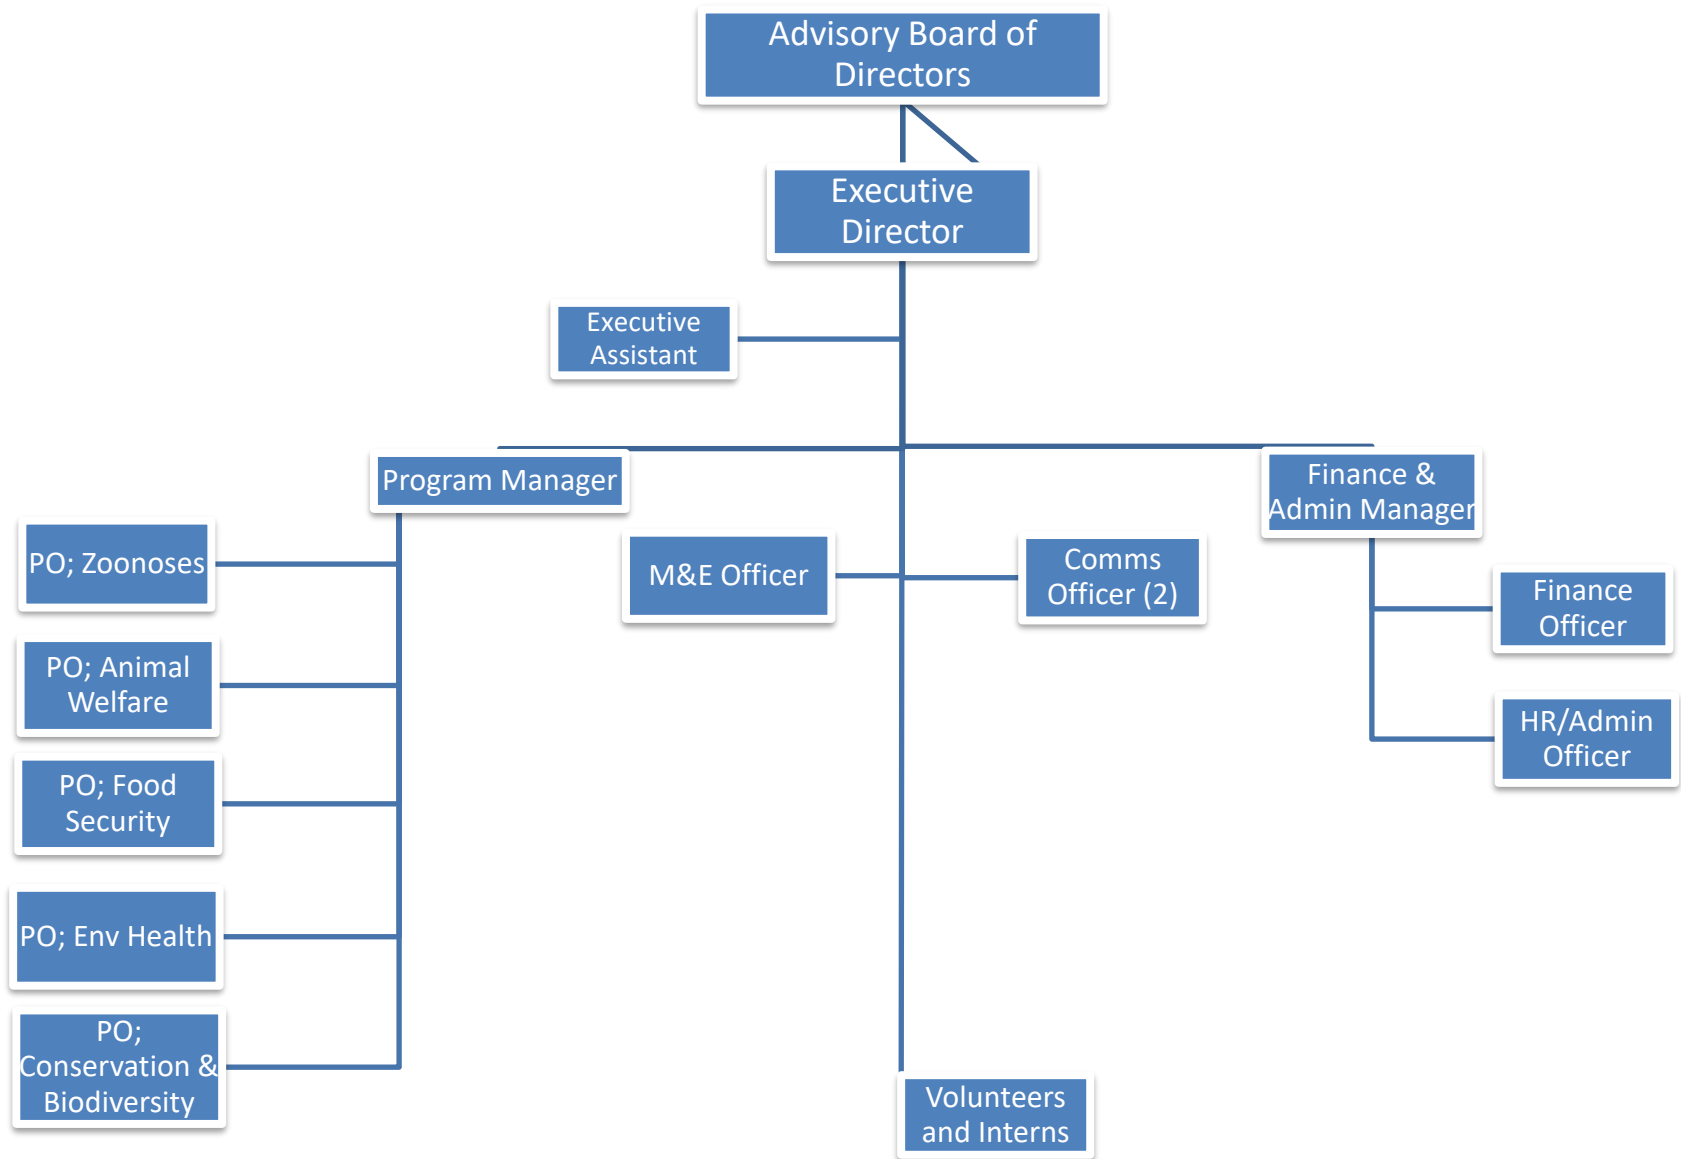 Advisory Board of
Directors
Executive
Director
Executive
Assistant
Program Manager
Finance &
Admin Manager
PO; Zoonoses
M&E Officer
Comms
Officer (2)
Finance
Officer
PO; Animal
Welfare
HR/Admin
Officer
PO; Food
Security
PO; Env Health
PO;
Conservation &
Biodiversity
Volunteers
and Interns